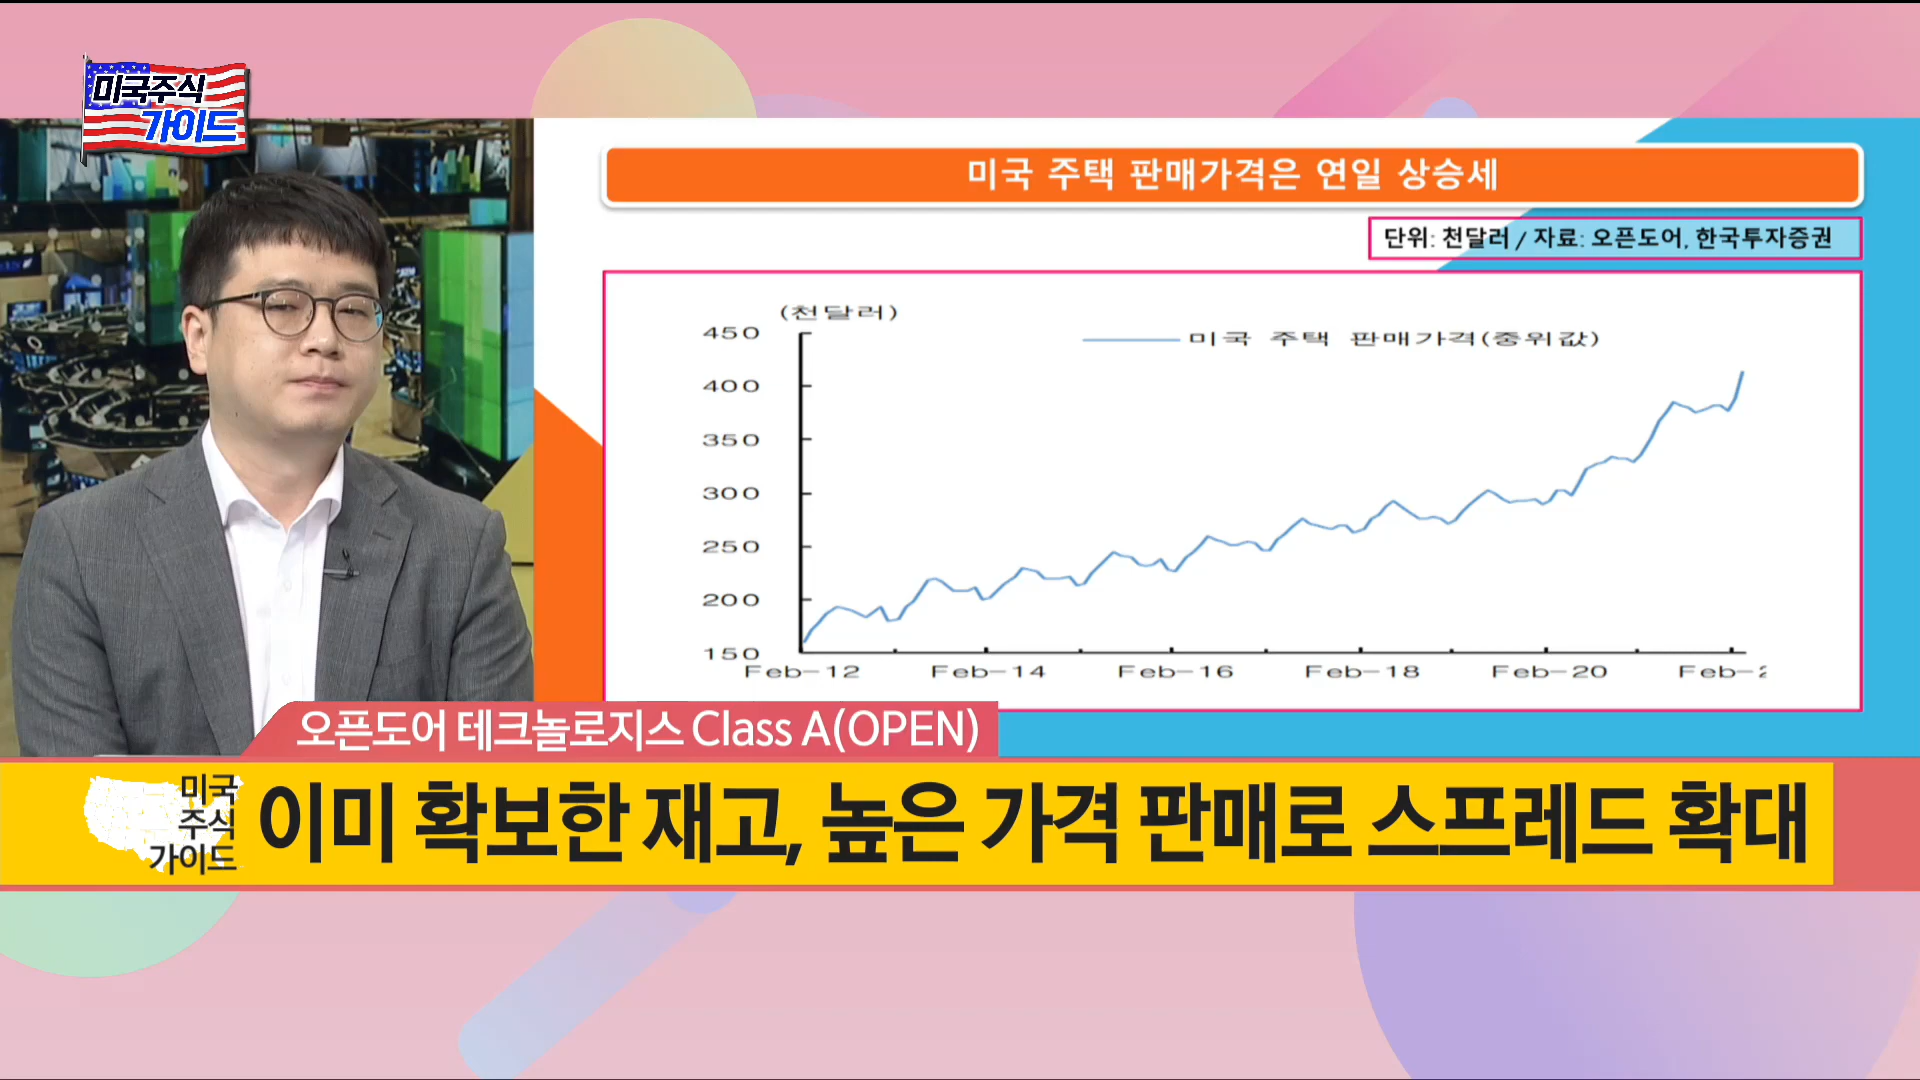 미국주식
가이드
미국 주택 판매가격은 연일 상승세
단위: 천달러 / 자료: 오픈도어, 한국투자증권
(천달러)
미국 주택 판매가격(중위값)
450
400
350
300
250
200
150
Feb-12 Feb-14 Feb-16 Feb-18 Feb-20 Feb-2
오픈도어 테크놀로지스 Class A(OPEN)
미국
주식
가이드
이미 확보한 재고, 높은 가격 판매로 스프레드 확대